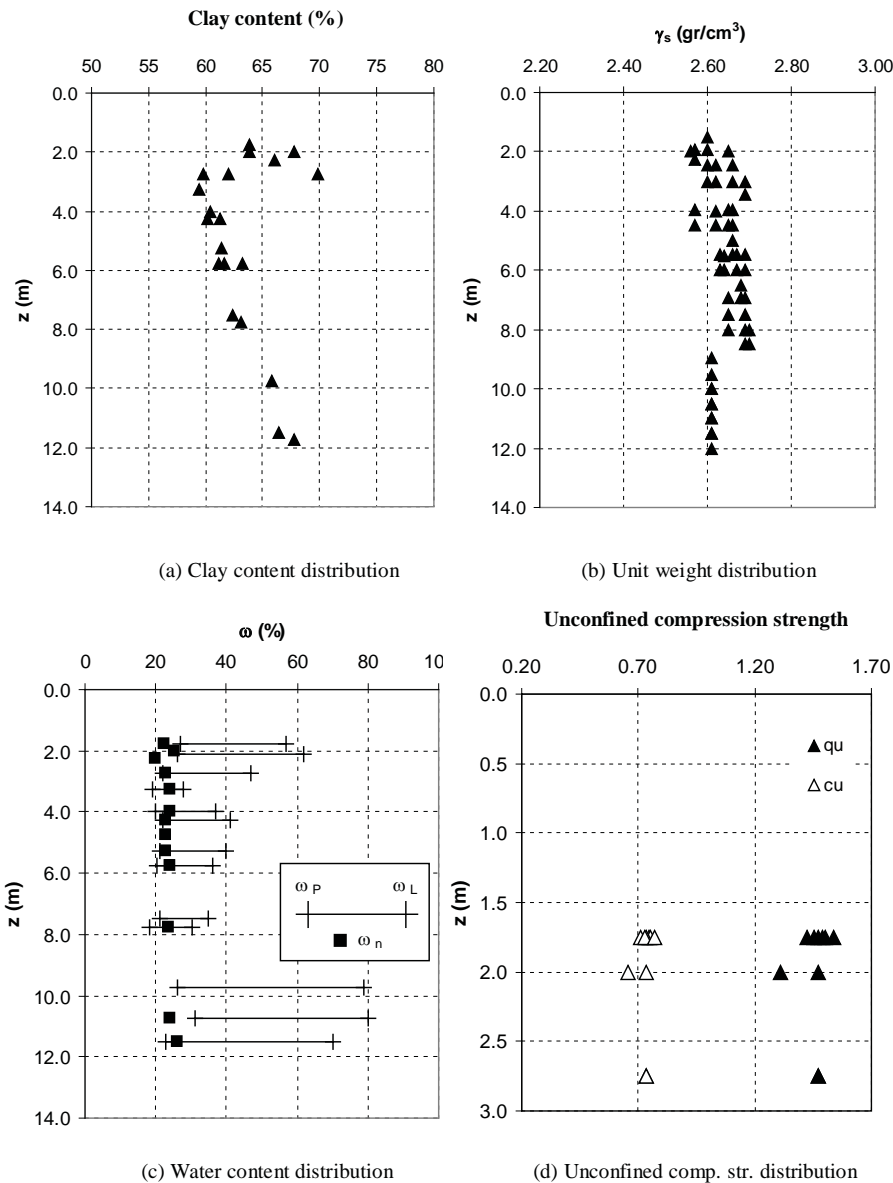 Clay content (%)
50 55 60 65 70 75 80
0.0
2.0
4.0
6.0
8.0
10.0
12.0
14.0
z (m)
(a) Clay content distribution
γs (gr/cm3)
2.20 2.40 2.60 2.80 3.00
0.0
2.0
4.0
6.0
8.0
10.0
12.0
14.0
z (m)
(b) Unit weight distribution
ω (%)
0 20 40 60 80 10
0.0
2.0
4.0
6.0
8.0
10.0
12.0
14.0
z (m)
ωP ωL
ωn
(c) Water content distribution
Unconfined compression strength
0.20 0.70 1.20 1.70
0.0
0.5
1.0
1.5
2.0
2.5
3.0
z (m)
qu
cu
(d) Unconfined comp. str. distribution